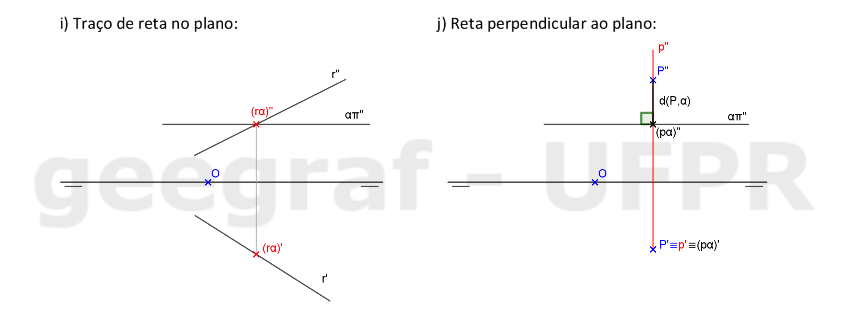 i) Traço de reta no plano:
j) Reta perpendicular ao plano:
r"
(rα)"
απ"
O
(rα)'
r'
p"
P"
d(P,α)
απ"
(pα)"
O
P'≡p'≡(pα)'
geegraf - UFPR